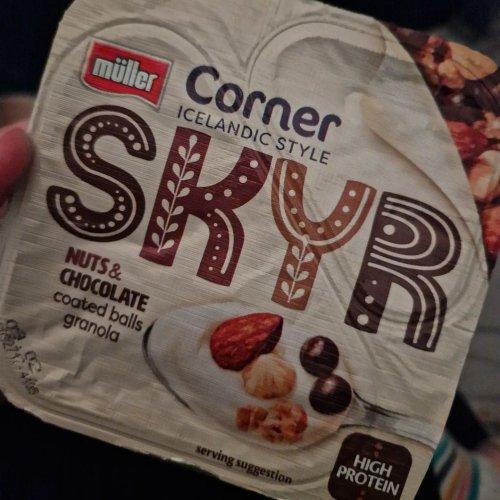 müller
Corner
ICELANDIC STYLE
SKYR
NUTS &
CHOCOLATE
coated balls
granola
serving suggestion
HIGH
PROTEIN